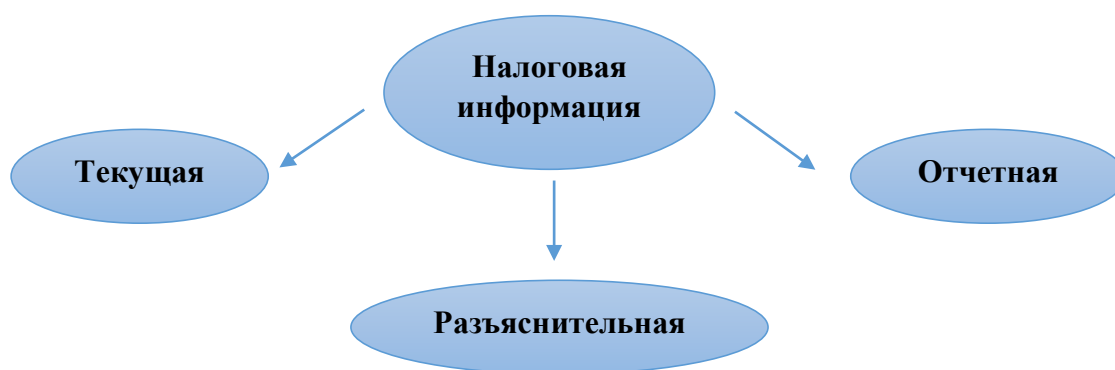 Налоговая
информация
Текущая
Отчетная
Разъяснительная